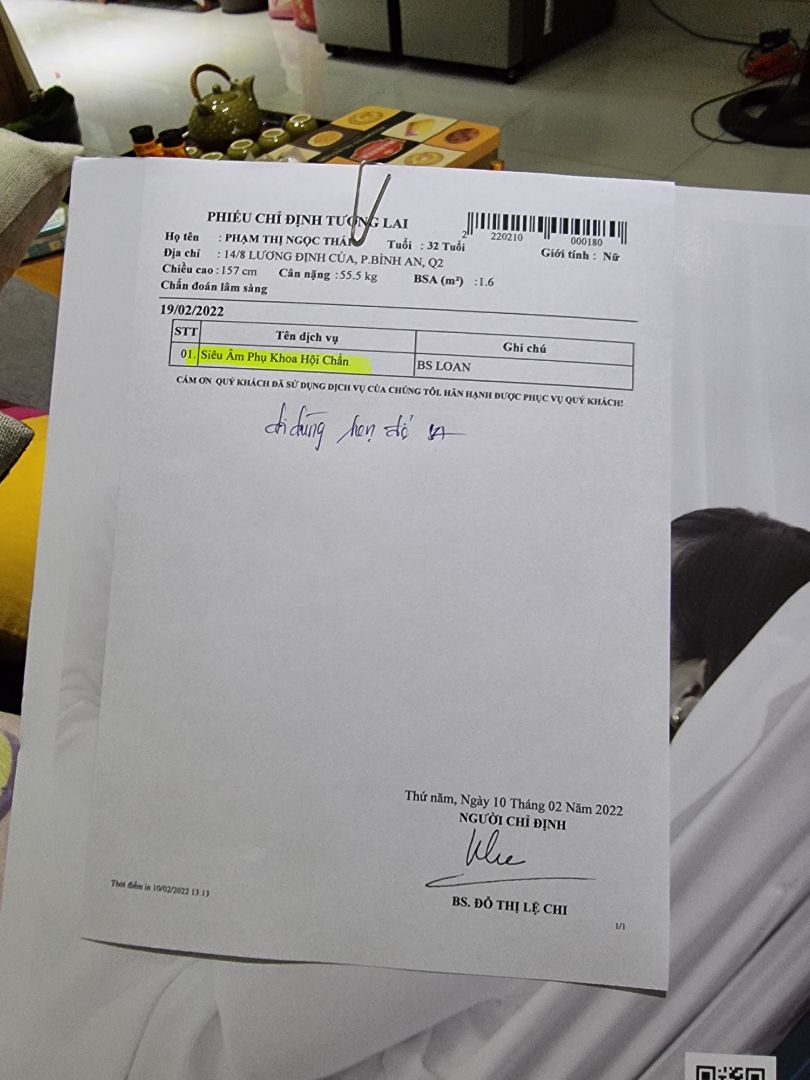 PHIẾU CHỈ ĐỊNH TƯƠNG LAI
2 220210 000180
Họ tên : PHẠM THỊ NGỌC Tuổi : 32 Tuổi Giới tính : Nữ
Địa chỉ : 14/8 LƯƠNG ĐỊNH CỦA, P.BÌNH AN, Q2
Chiều cao : 157 cm Cân nặng : 55.5 kg BSA (m²) : 1.6
Chẩn đoán lâm sàng
19/02/2022
STT Tên dịch vụ Ghi chú
01. Siêu Âm Phụ Khoa Hội Chẩn BS LOAN
CÁM ƠN QUÝ KHÁCH ĐÃ SỬ DỤNG DỊCH VỤ CỦA CHÚNG TÔI. HÂN HẠNH ĐƯỢC PHỤC VỤ QUÝ KHÁCH!
đi đúng hẹn
Thứ năm, Ngày 10 Tháng 02 Năm 2022
NGƯỜI CHỈ ĐỊNH
BS. ĐỖ THỊ LỆ CHI
Thời điểm in 10/02/2022 13:13
1/1